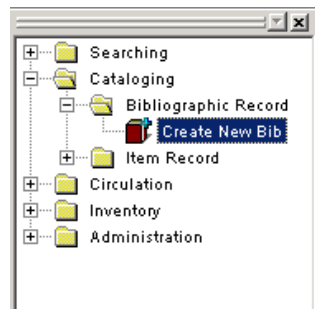 Searching
Cataloging
Bibliographic Record
Create New Bib
Item Record
Circulation
Inventory
Administration